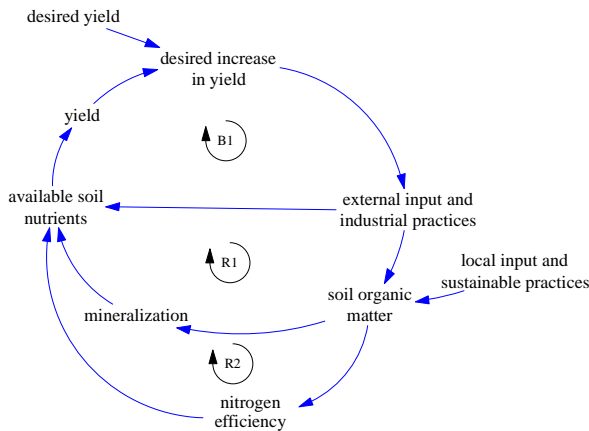 desired yield
desired increase
in yield
yield
B1
available soil
nutrients
external input and
industrial practices
R1
local input and
sustainable practices
soil organic
matter
mineralization
R2
nitrogen
efficiency